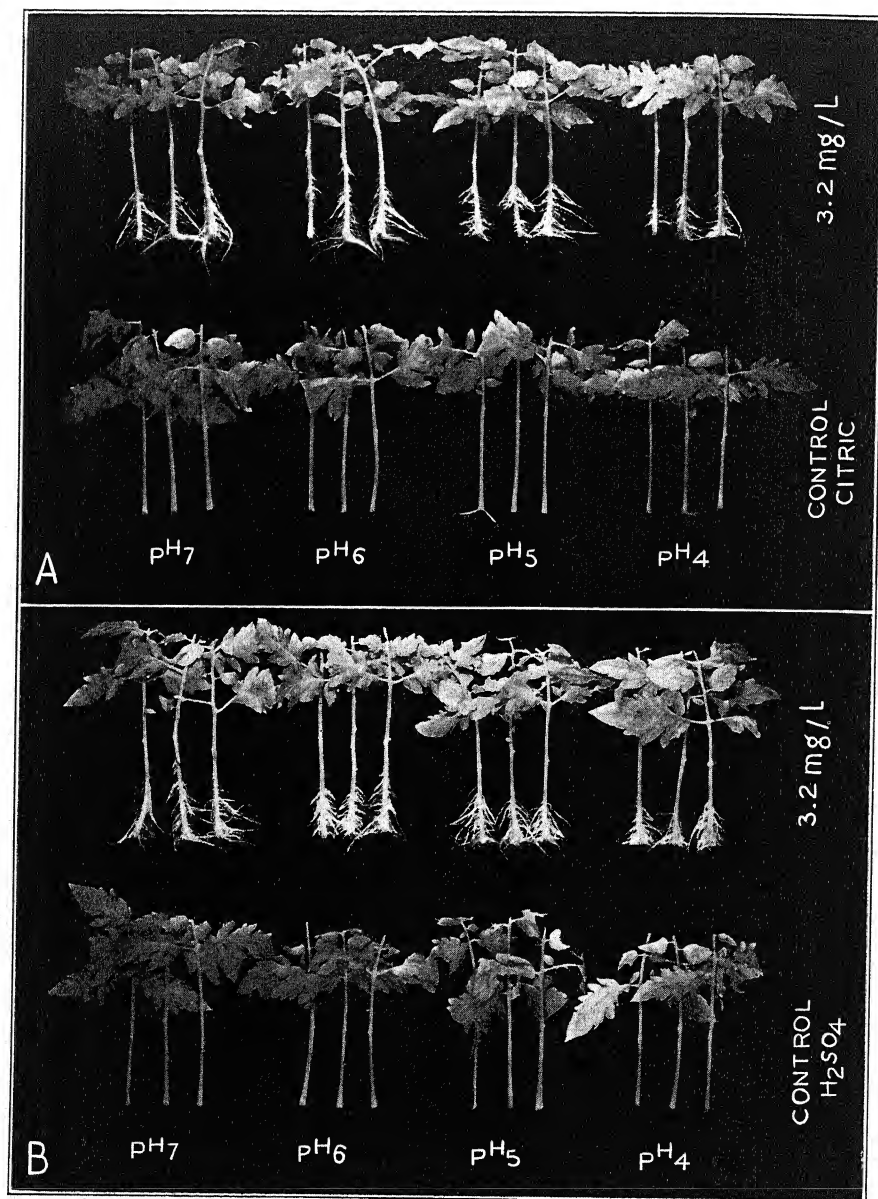 3.2 mg/L
CONTROL
CITRIC
A
pH7
pH6
pH5
pH4
3.2 mg/L
CONTROL
H2SO4
B
pH7
pH6
pH5
pH4